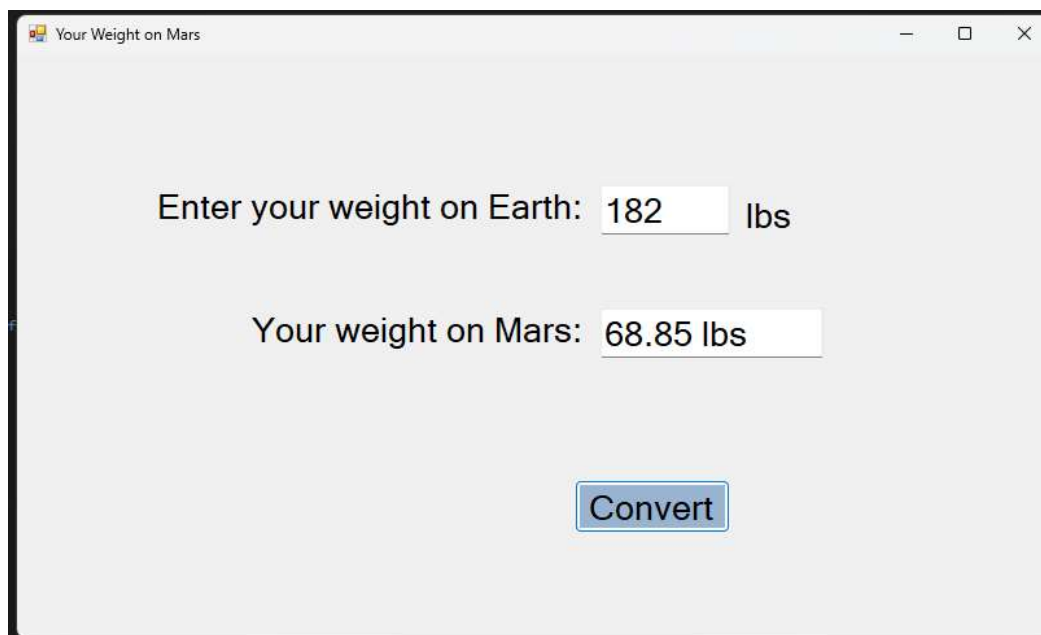 Your Weight on Mars
Enter your weight on Earth: 182 lbs
f
Your weight on Mars: 68.85 lbs
Convert